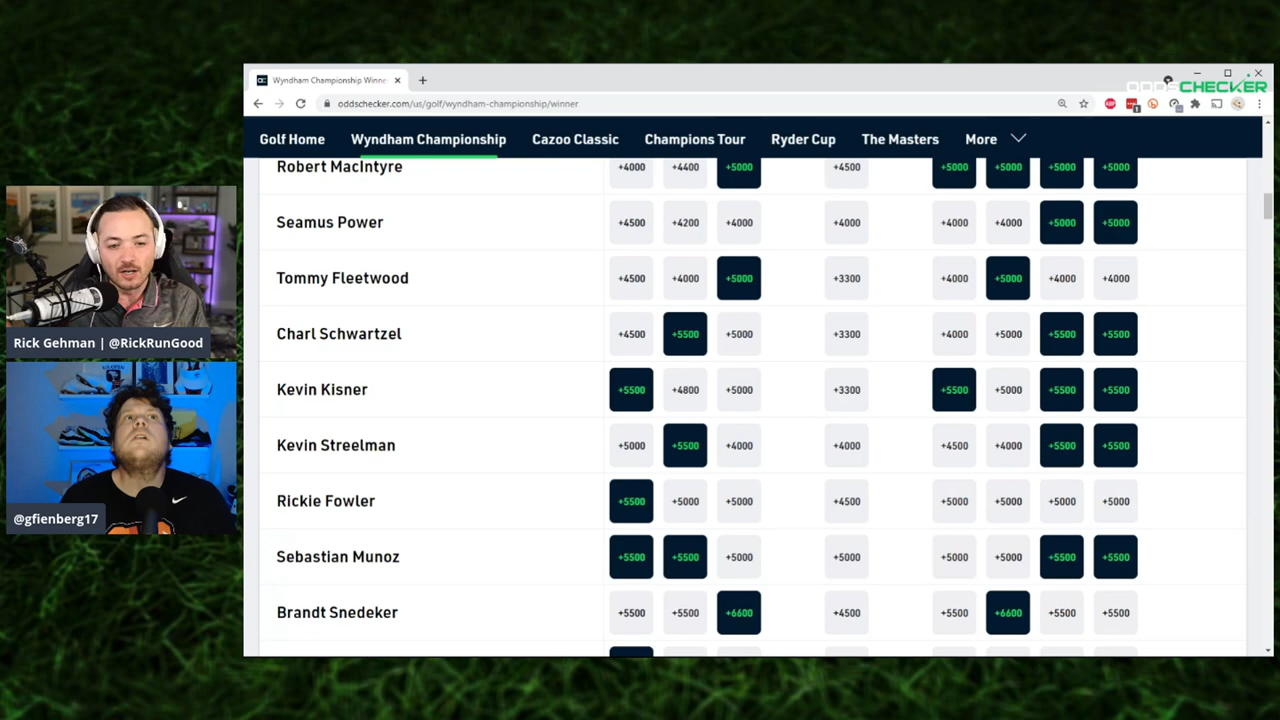 Wyndham Championship Winne
ODDSCHECKER
oddschecker.com/us/golf/wyndham-championship/winner
Golf Home Wyndham Championship Cazoo Classic Champions Tour Ryder Cup The Masters More
Robert MacIntyre +4000 +4400 +5000 +4500 +5000 +5000 +5000 +5000
Seamus Power +4500 +4200 +4000 +4000 +4000 +4000 +5000 +5000
Tommy Fleetwood +4500 +4000 +5000 +3300 +4000 +5000 +4000 +4000
Charl Schwartzel +4500 +5500 +5000 +3300 +4000 +5000 +5500 +5500
Kevin Kisner +5500 +4800 +5000 +3300 +5500 +5000 +5500 +5500
Kevin Streelman +5000 +5500 +4000 +4000 +4500 +4000 +5500 +5500
Rickie Fowler +5500 +5000 +5000 +4500 +5000 +5000 +5000 +5000
Sebastian Munoz +5500 +5500 +5000 +5000 +5000 +5000 +5500 +5500
Brandt Snedeker +5500 +5500 +6600 +4500 +5500 +6600 +5500 +5500
Rick Gehman | @RickRunGood
@gfienberg17